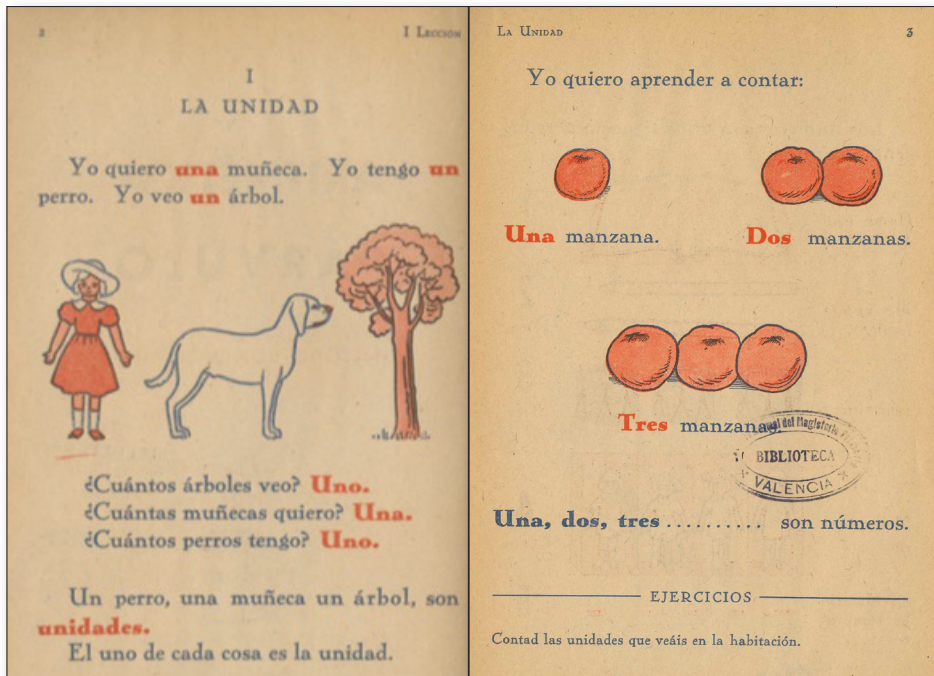 2
I LECCIÓN
I
LA UNIDAD
Yo quiero una muñeca. Yo tengo un
perro. Yo veo un árbol.
¿Cuántos árboles veo? Uno.
¿Cuántas muñecas quiero? Una.
¿Cuántos perros tengo? Uno.
Un perro, una muñeca un árbol, son
unidades.
El uno de cada cosa es la unidad.
LA UNIDAD
3
Yo quiero aprender a contar:
Una manzana.
Dos manzanas.
Tres manzanas.
del Magisterio
BIBLIOTECA
VALENCIA
Una, dos, tres .......... son números.
EJERCICIOS
Contad las unidades que veáis en la habitación.